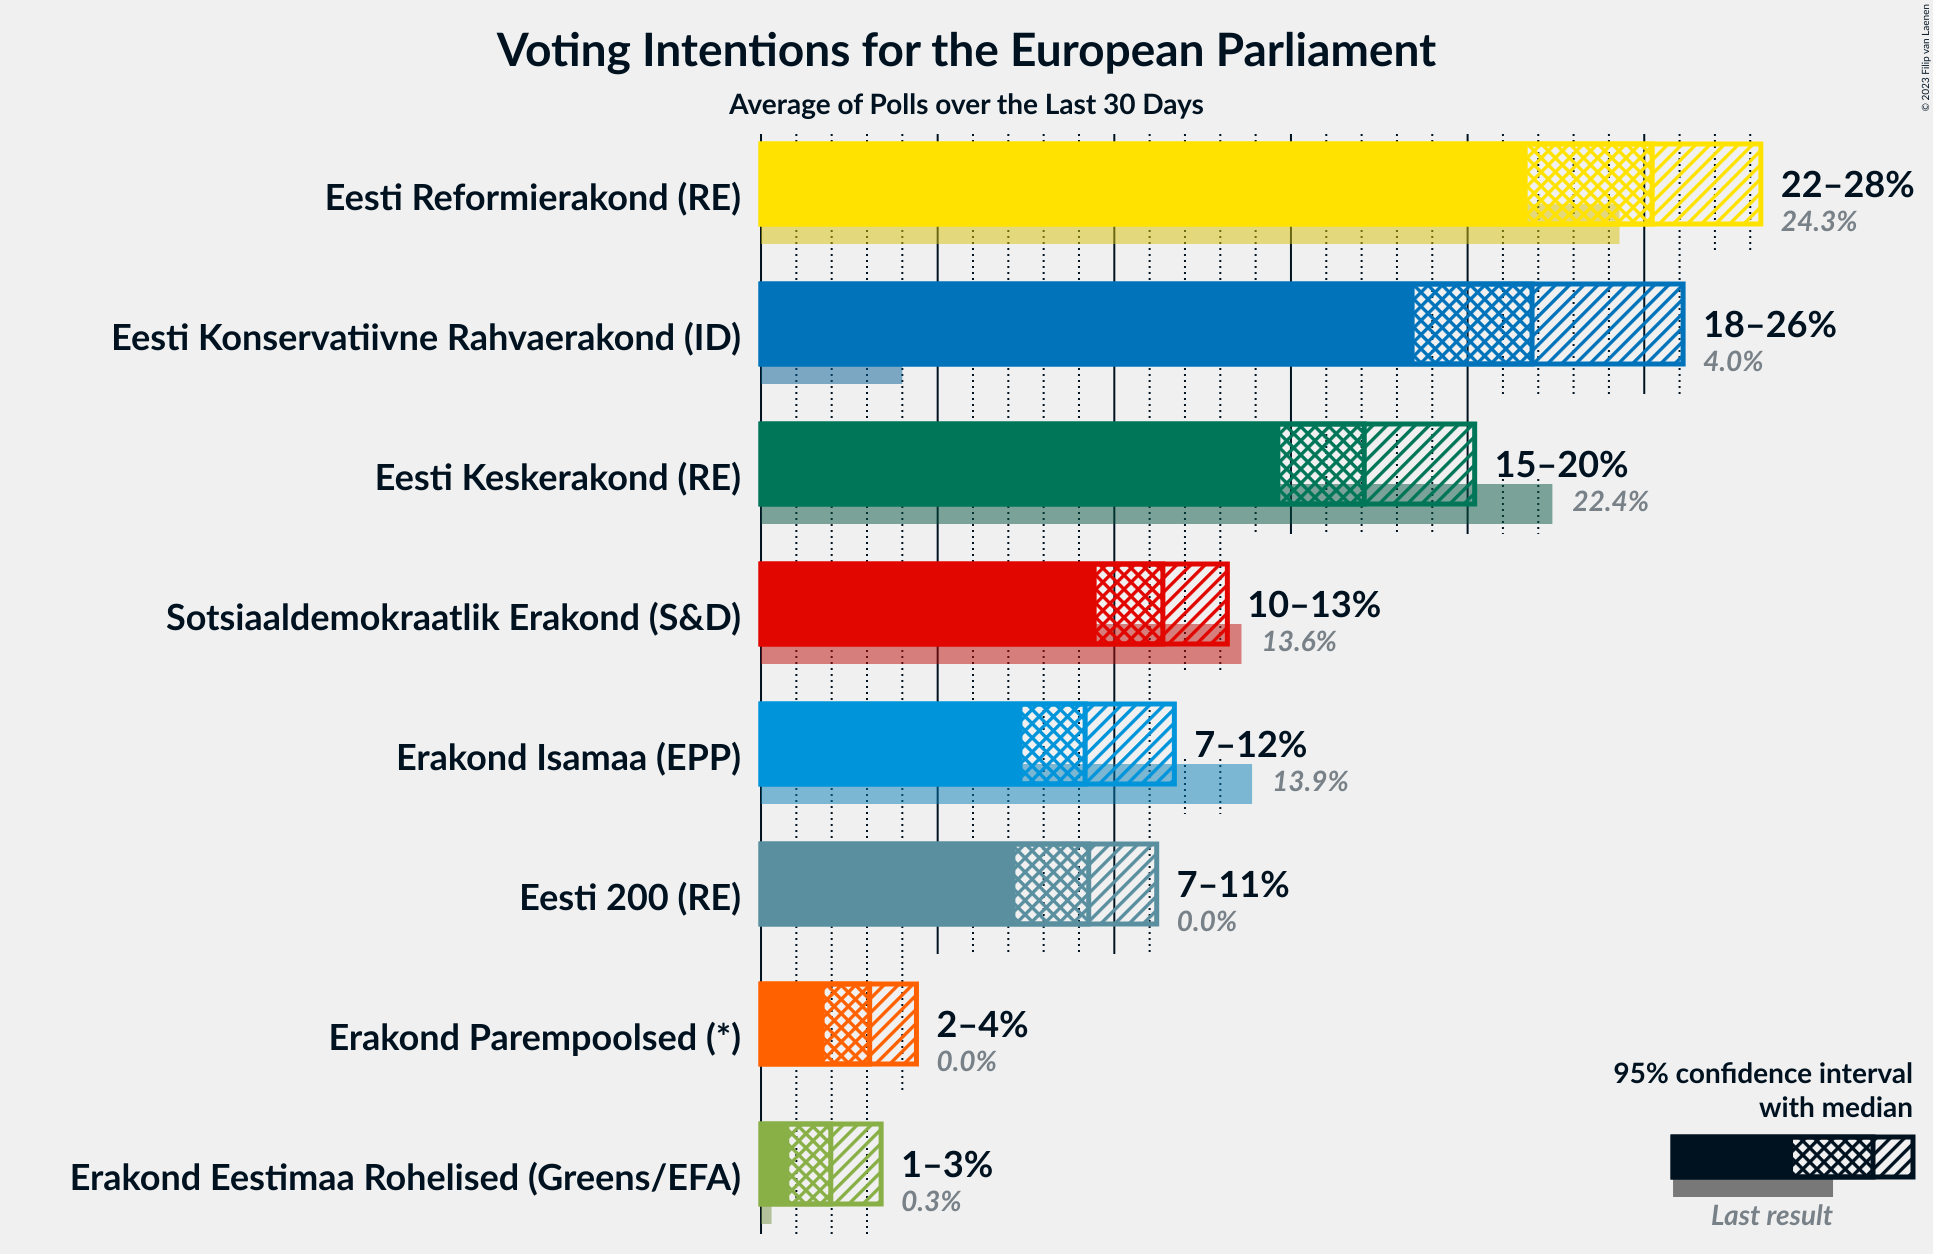 Voting Intentions for the European Parliament
Average of Polls over the Last 30 Days
© 2023 Filip van Laenen
Eesti Reformierakond (RE)
22–28%
24.3%
Eesti Konservatiivne Rahvaerakond (ID)
18–26%
4.0%
Eesti Keskerakond (RE)
15–20%
22.4%
Sotsiaaldemokraatlik Erakond (S&D)
10–13%
13.6%
Erakond Isamaa (EPP)
7–12%
13.9%
Eesti 200 (RE)
7–11%
0.0%
Erakond Parempoolsed (*)
2–4%
0.0%
Erakond Eestimaa Rohelised (Greens/EFA)
1–3%
0.3%
95% confidence interval
with median
Last result